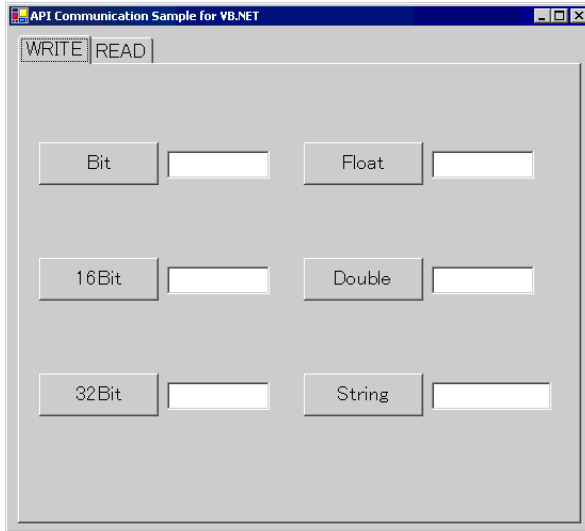 API Communication Sample for VB.NET
WRITE READ
Bit Float
16Bit Double
32Bit String